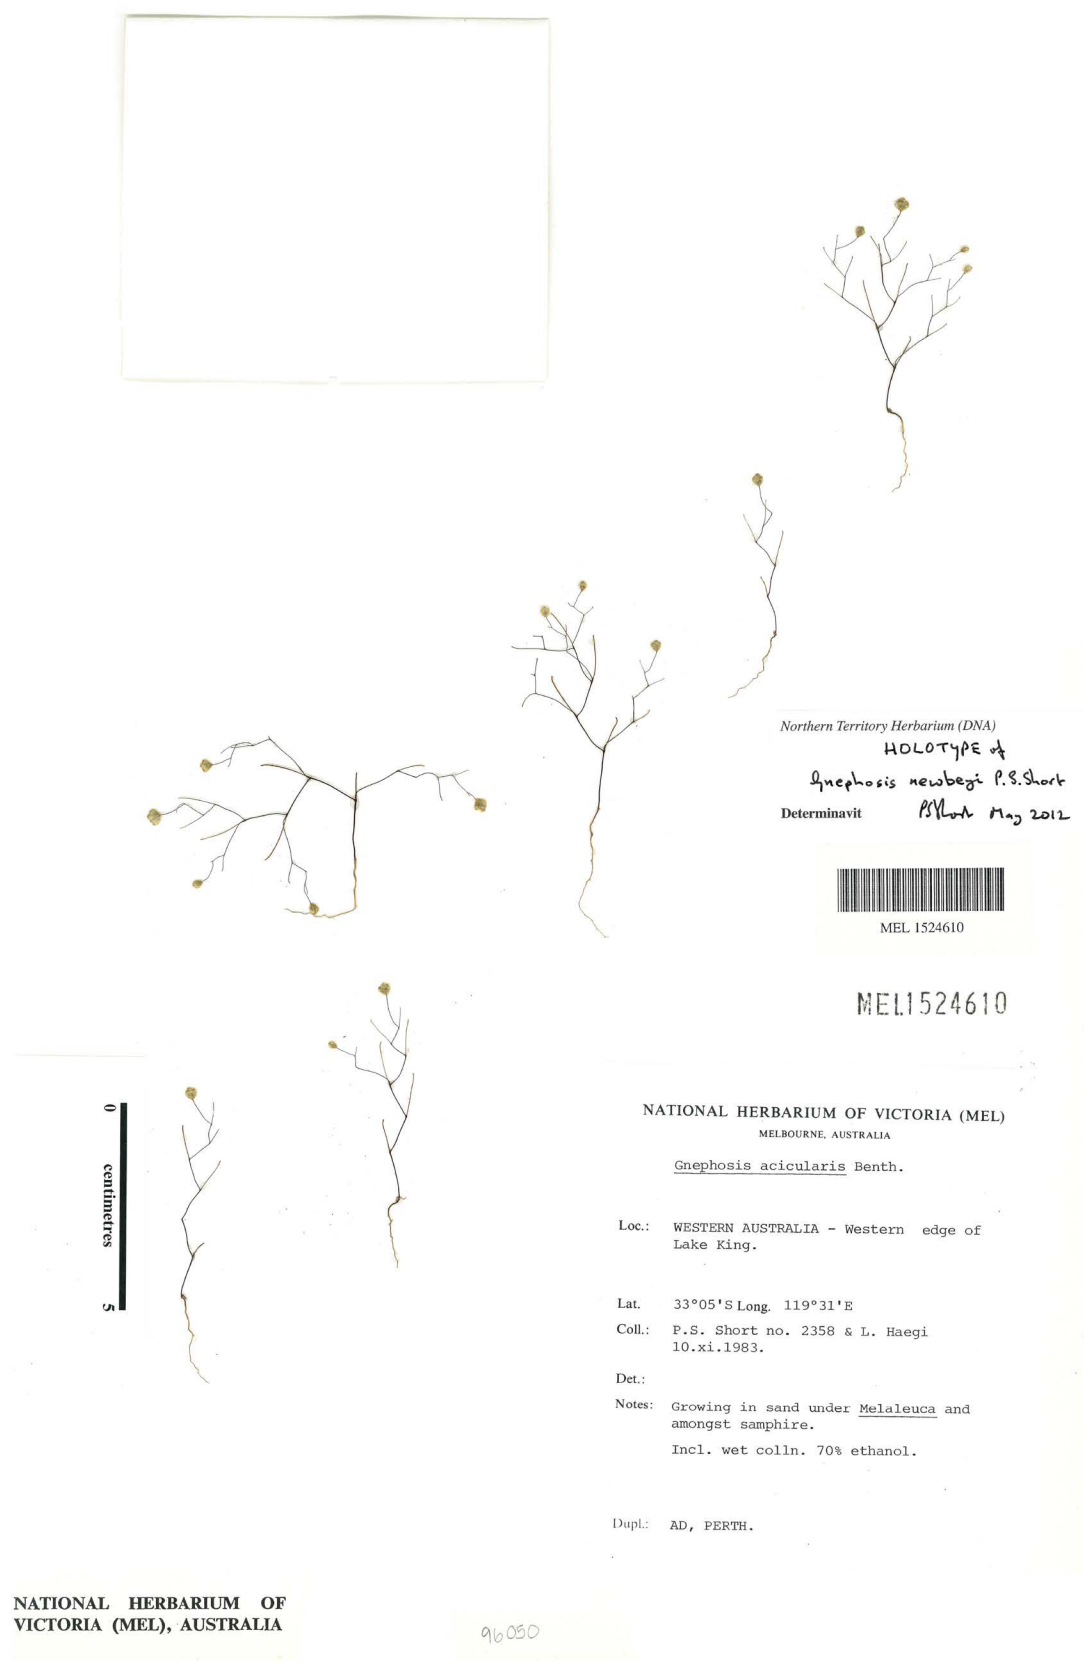 Northern Territory Herbarium (DNA)
HOLOTYPE of
Gnephosis newbeyi P.S.Short
Determinavit PSShort May 2012
MEL 1524610
MEL1524610
NATIONAL HERBARIUM OF VICTORIA (MEL)
MELBOURNE, AUSTRALIA
Gnephosis acicularis Benth.
Loc.: WESTERN AUSTRALIA - Western edge of
Lake King.
Lat. 33°05'S Long. 119°31'E
Coll.: P.S. Short no. 2358 & L. Haegi
10.xi.1983.
Det.:
Notes: Growing in sand under Melaleuca and
amongst samphire.
Incl. wet colln. 70% ethanol.
Dupl.: AD, PERTH.
0 centimetres 5
NATIONAL HERBARIUM OF
VICTORIA (MEL), AUSTRALIA
96050